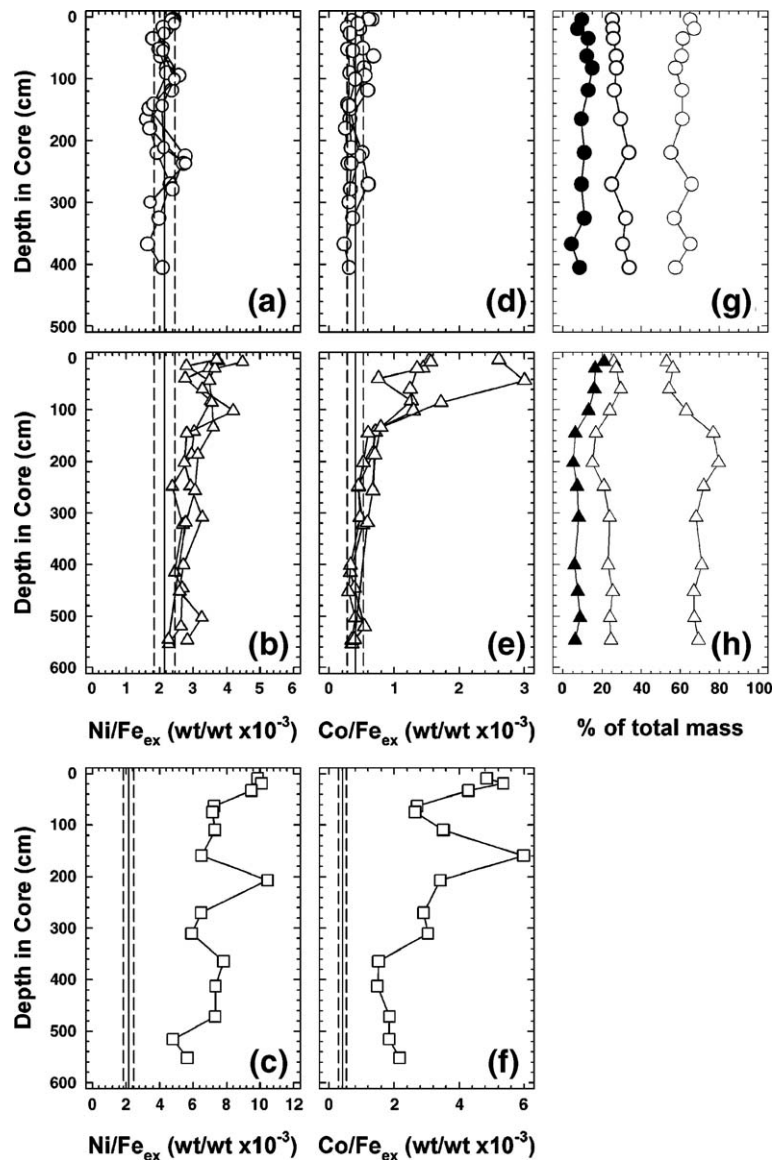 Depth in Core (cm)
0
100
200
300
400
500
(a)
(d)
(g)
Depth in Core (cm)
0
100
200
300
400
500
600
(b)
(e)
(h)
0 2 4 6 8 10 12
0 1 2 3
0 20 40 60 80 100
Ni/Feex (wt/wt x10-3)
Co/Feex (wt/wt x10-3)
% of total mass
Depth in Core (cm)
0
100
200
300
400
500
600
(c)
(f)
0 2 4 6 8 10 12
0 2 4 6
Ni/Feex (wt/wt x10-3)
Co/Feex (wt/wt x10-3)